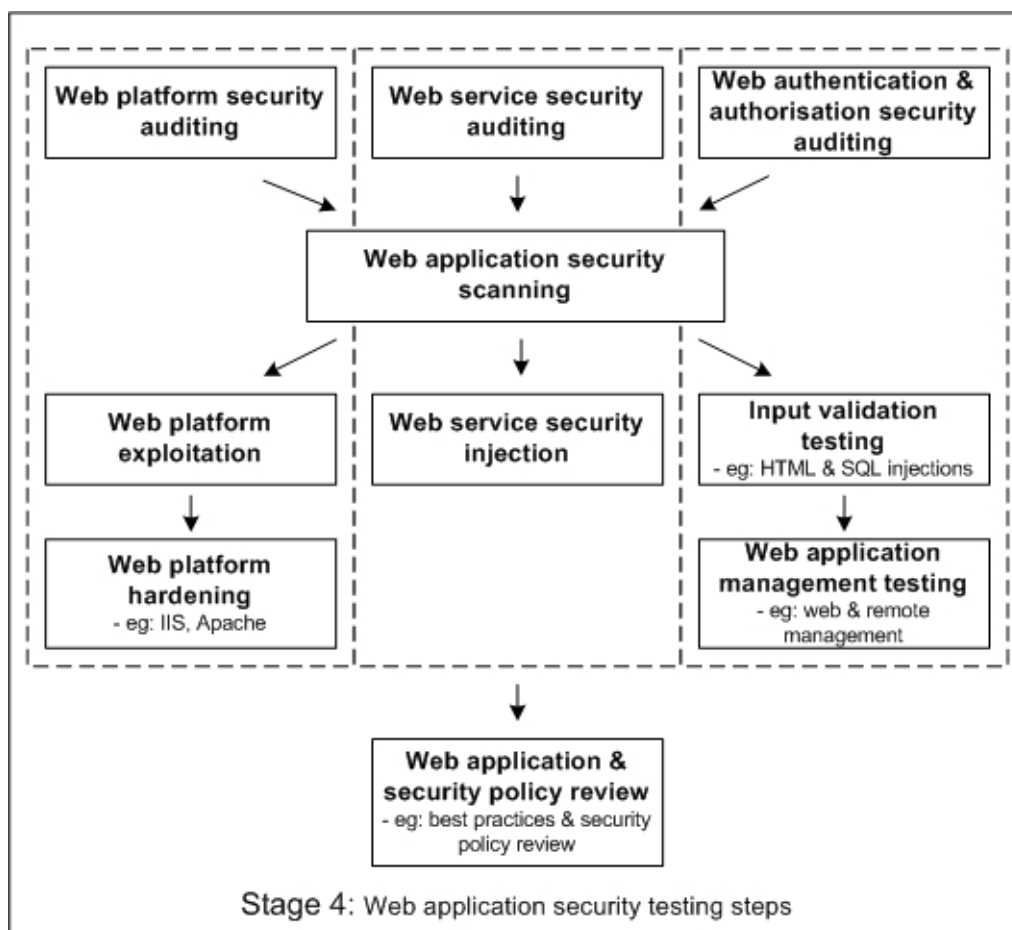 Web platform security
auditing
Web service security
auditing
Web authentication &
authorisation security
auditing
Web application security
scanning
Web platform
exploitation
Web service security
injection
Input validation
testing
- eg: HTML & SQL injections
Web platform
hardening
- eg: IIS, Apache
Web application
management testing
- eg: web & remote
management
Web application &
security policy review
- eg: best practices & security
policy review
Stage 4: Web application security testing steps